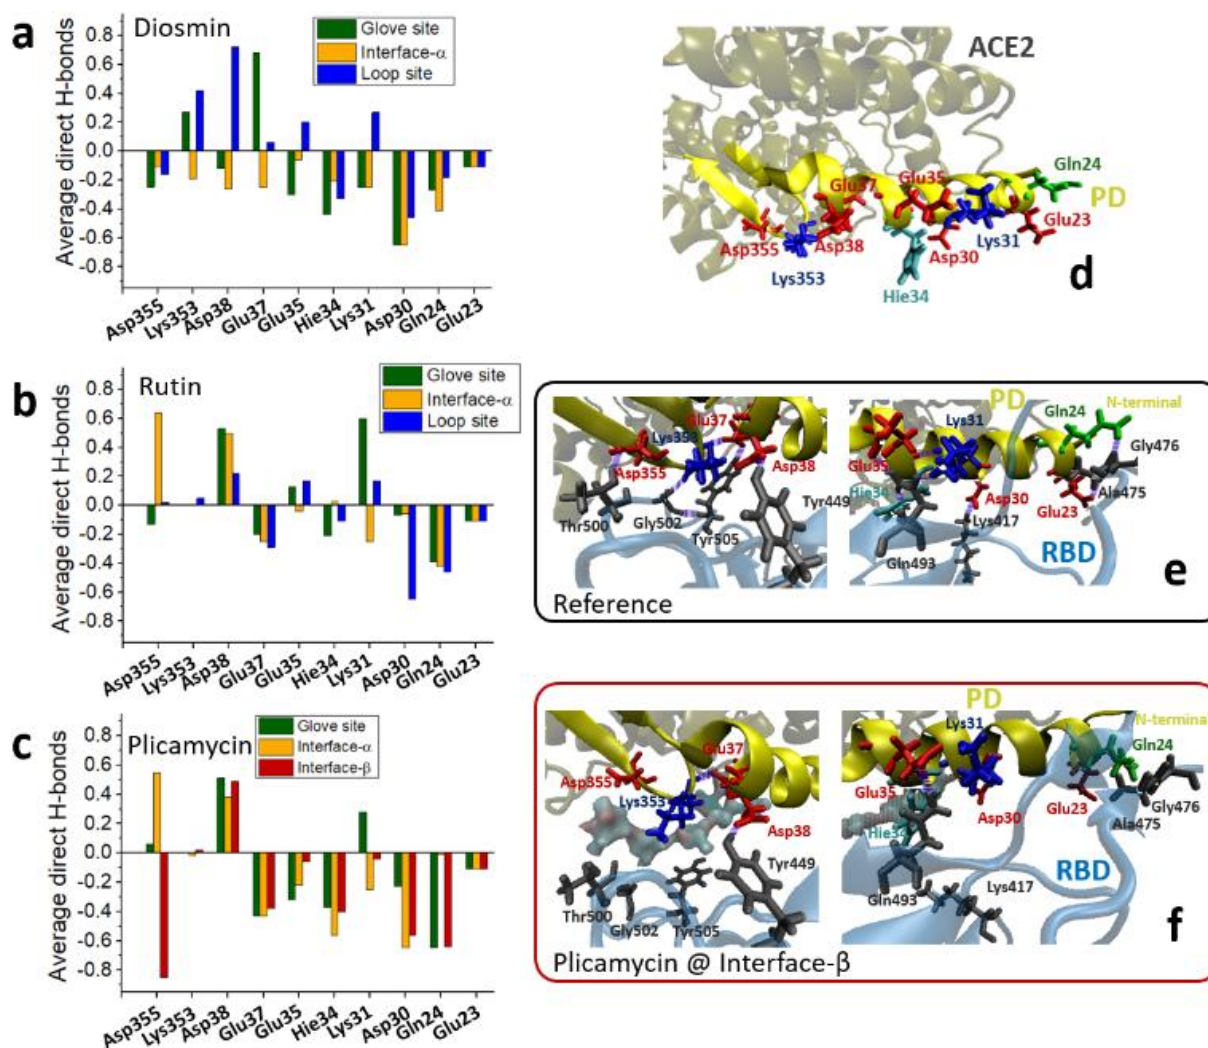 a
Diosmin
Glove site
Interface-α
Loop site
Average direct H-bonds
0.8
0.6
0.4
0.2
0.0
-0.2
-0.4
-0.6
-0.8
Asp355
Lys353
Asp38
Glu37
Glu35
Hie34
Lys31
Asp30
Gln24
Glu23
b
Rutin
Glove site
Interface-α
Loop site
Average direct H-bonds
0.8
0.6
0.4
0.2
0.0
-0.2
-0.4
-0.6
-0.8
Asp355
Lys353
Asp38
Glu37
Glu35
Hie34
Lys31
Asp30
Gln24
Glu23
c
Plicamycin
Glove site
Interface-α
Interface-β
Average direct H-bonds
0.8
0.6
0.4
0.2
0.0
-0.2
-0.4
-0.6
-0.8
Asp355
Lys353
Asp38
Glu37
Glu35
Hie34
Lys31
Asp30
Gln24
Glu23
ACE2
Gln24
Glu37
Glu35
PD
Glu23
Asp355
Asp38
Lys31
Asp30
Lys353
Hie34
d
PD
N-terminal
Glu37
Lys31
Gln24
Lys353
Gly476
Asp355
Asp38
Glu35
Hie34
Asp30
Ala475
Tyr449
Glu23
Thr500
Gly502
Lys417
Tyr505
Gln493
RBD
e
Reference
PD
N-termina
Glu37
Lys31
Gln24
Asp355
Lys353
Glu35
Glu23
Gly476
Asp38
Asp30
Ala475
Hie34
Tyr449
RBD
Lys417
Thr500
Gly502
Tyr505
Gln493
f
Plicamycin @ Interface-β